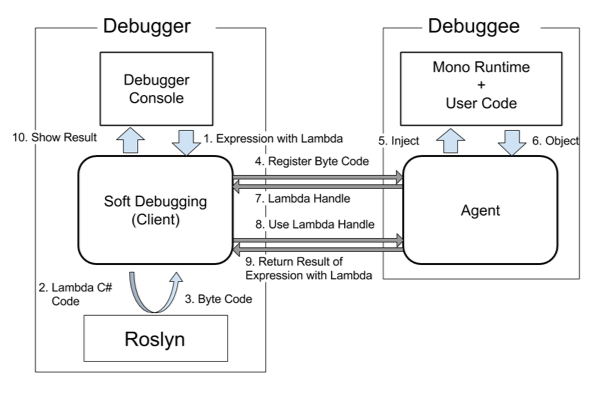 Debugger
Debuggee
Debugger
Console
Mono Runtime
+
User Code
10. Show Result
1. Expression with Lambda
5. Inject
6. Object
4. Register Byte Code
Soft Debugging
(Client)
7. Lambda Handle
8. Use Lambda Handle
Agent
9. Return Result of
Expression with Lambda
2. Lambda C#
Code
3. Byte Code
Roslyn